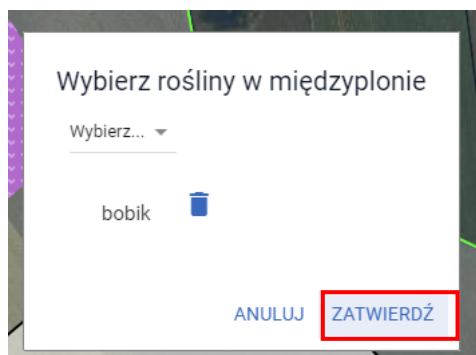 Wybierz rośliny w międzyplonie
Wybierz...
bobik
ANULUJ ZATWIERDŹ